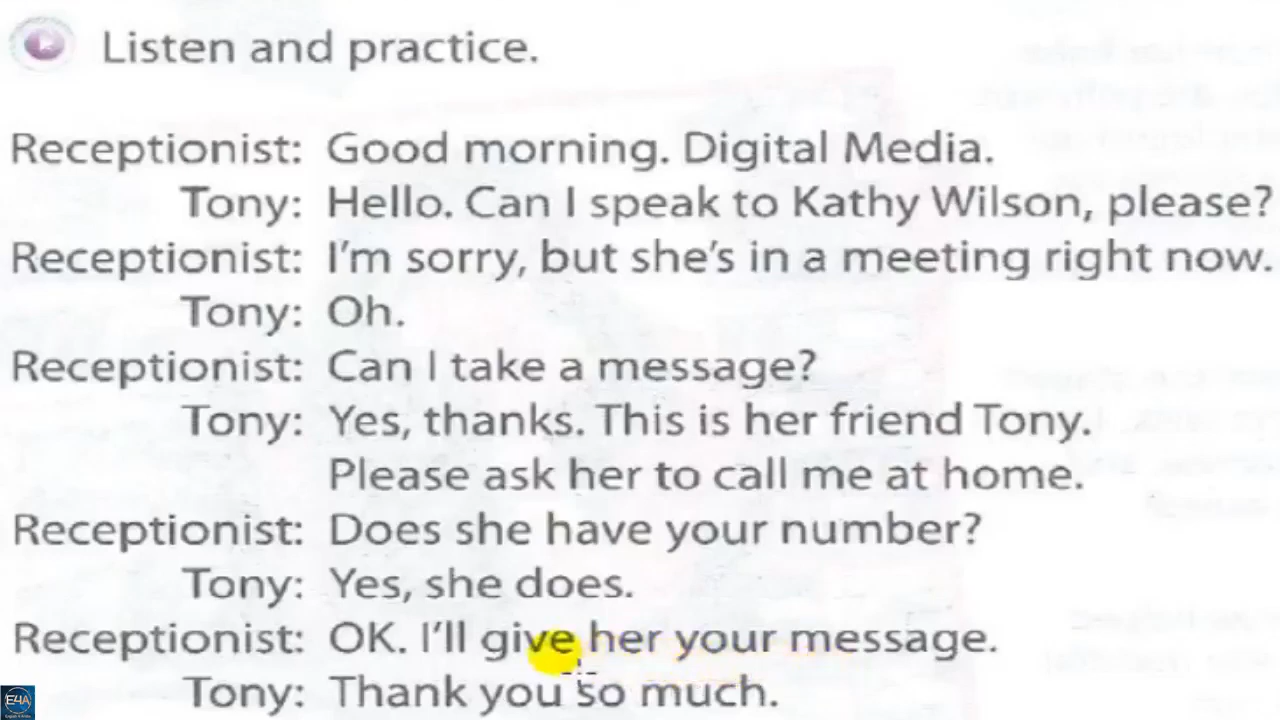 Listen and practice.
Receptionist: Good morning. Digital Media.
Tony: Hello. Can I speak to Kathy Wilson, please?
Receptionist: I'm sorry, but she's in a meeting right now.
Tony: Oh.
Receptionist: Can I take a message?
Tony: Yes, thanks. This is her friend Tony.
Please ask her to call me at home.
Receptionist: Does she have your number?
Tony: Yes, she does.
Receptionist: OK. I'll give her your message.
Tony: Thank you so much.
E4A